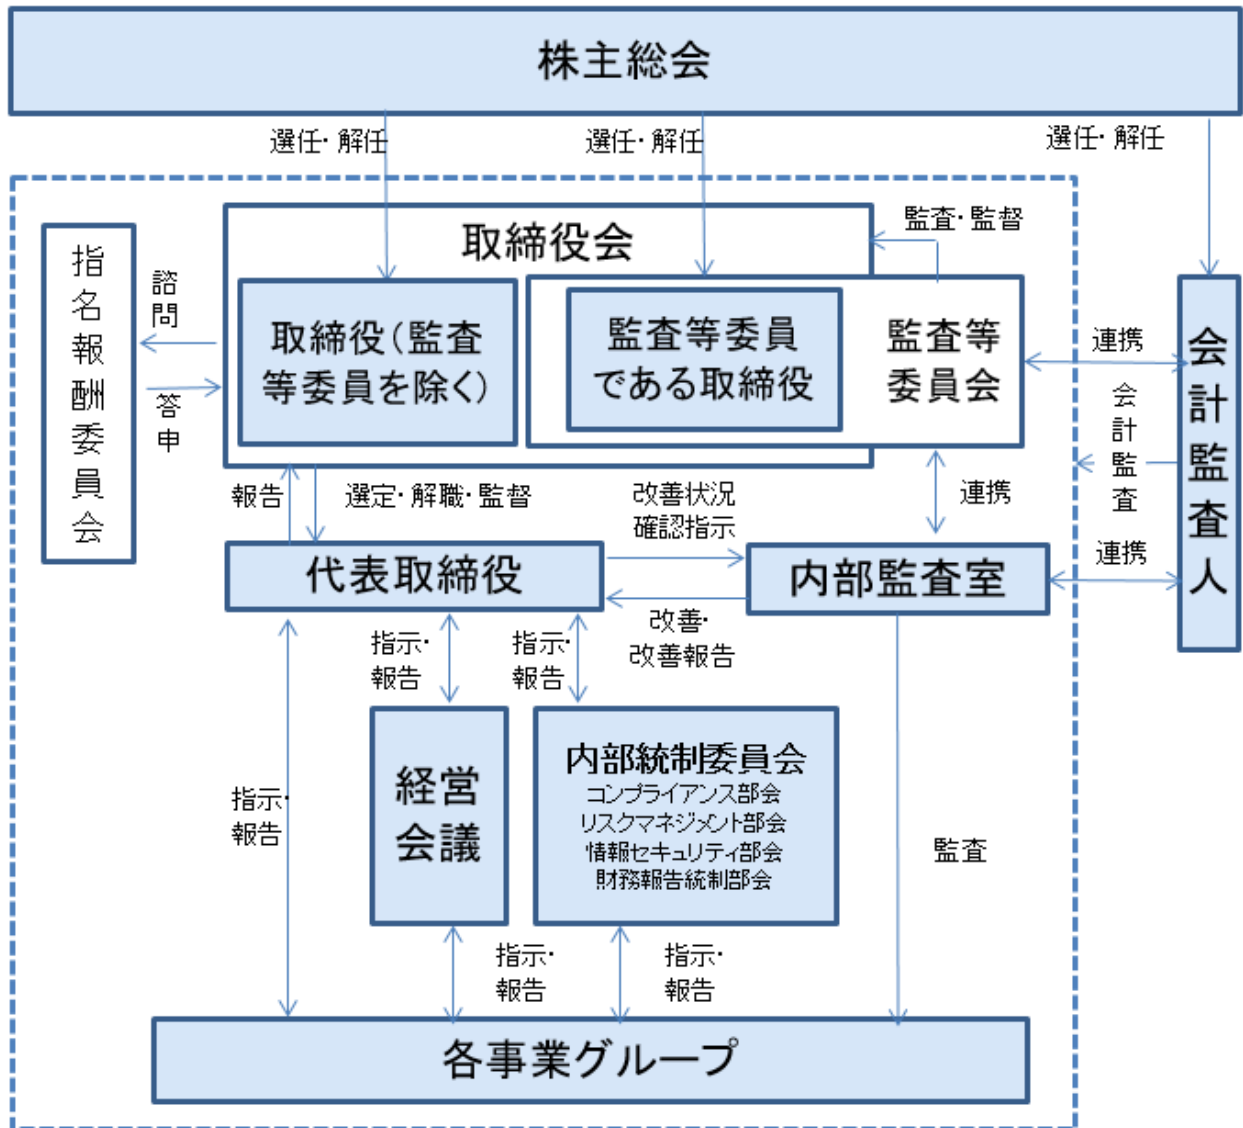 株主総会
選任・解任
選任・解任
選任・解任
指名報酬委員会
諮問
答申
取締役会
監査・監督
取締役（監査
等委員を除く）
監査等委員
である取締役
監査等
委員会
連携
会計監査
会計監査人
報告
選定・解職・監督
改善状況
確認指示
連携
連携
代表取締役
内部監査室
改善・
改善報告
指示・
報告
指示・
報告
指示・
報告
経営
会議
内部統制委員会
コンプライアンス部会
リスクマネジメント部会
情報セキュリティ部会
財務報告統制部会
監査
指示・
報告
指示・
報告
各事業グループ